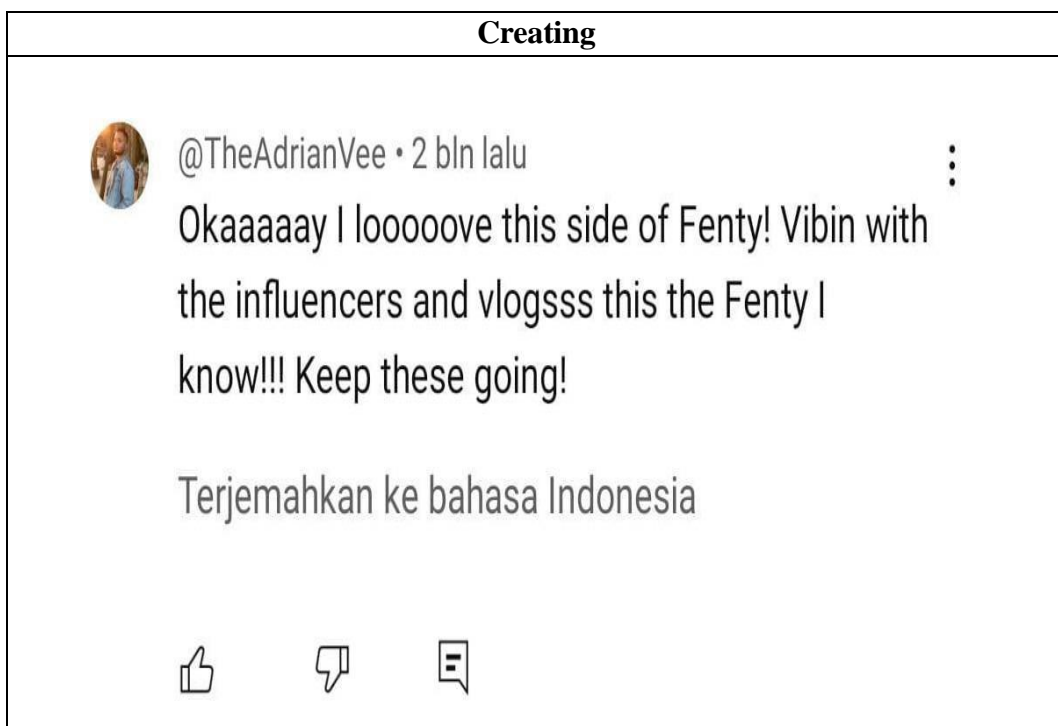 Creating
@TheAdrianVee • 2 bln lalu
Okaaaaay I looooove this side of Fenty! Vibin with
the influencers and vlogsss this the Fenty I
know!!! Keep these going!
Terjemahkan ke bahasa Indonesia